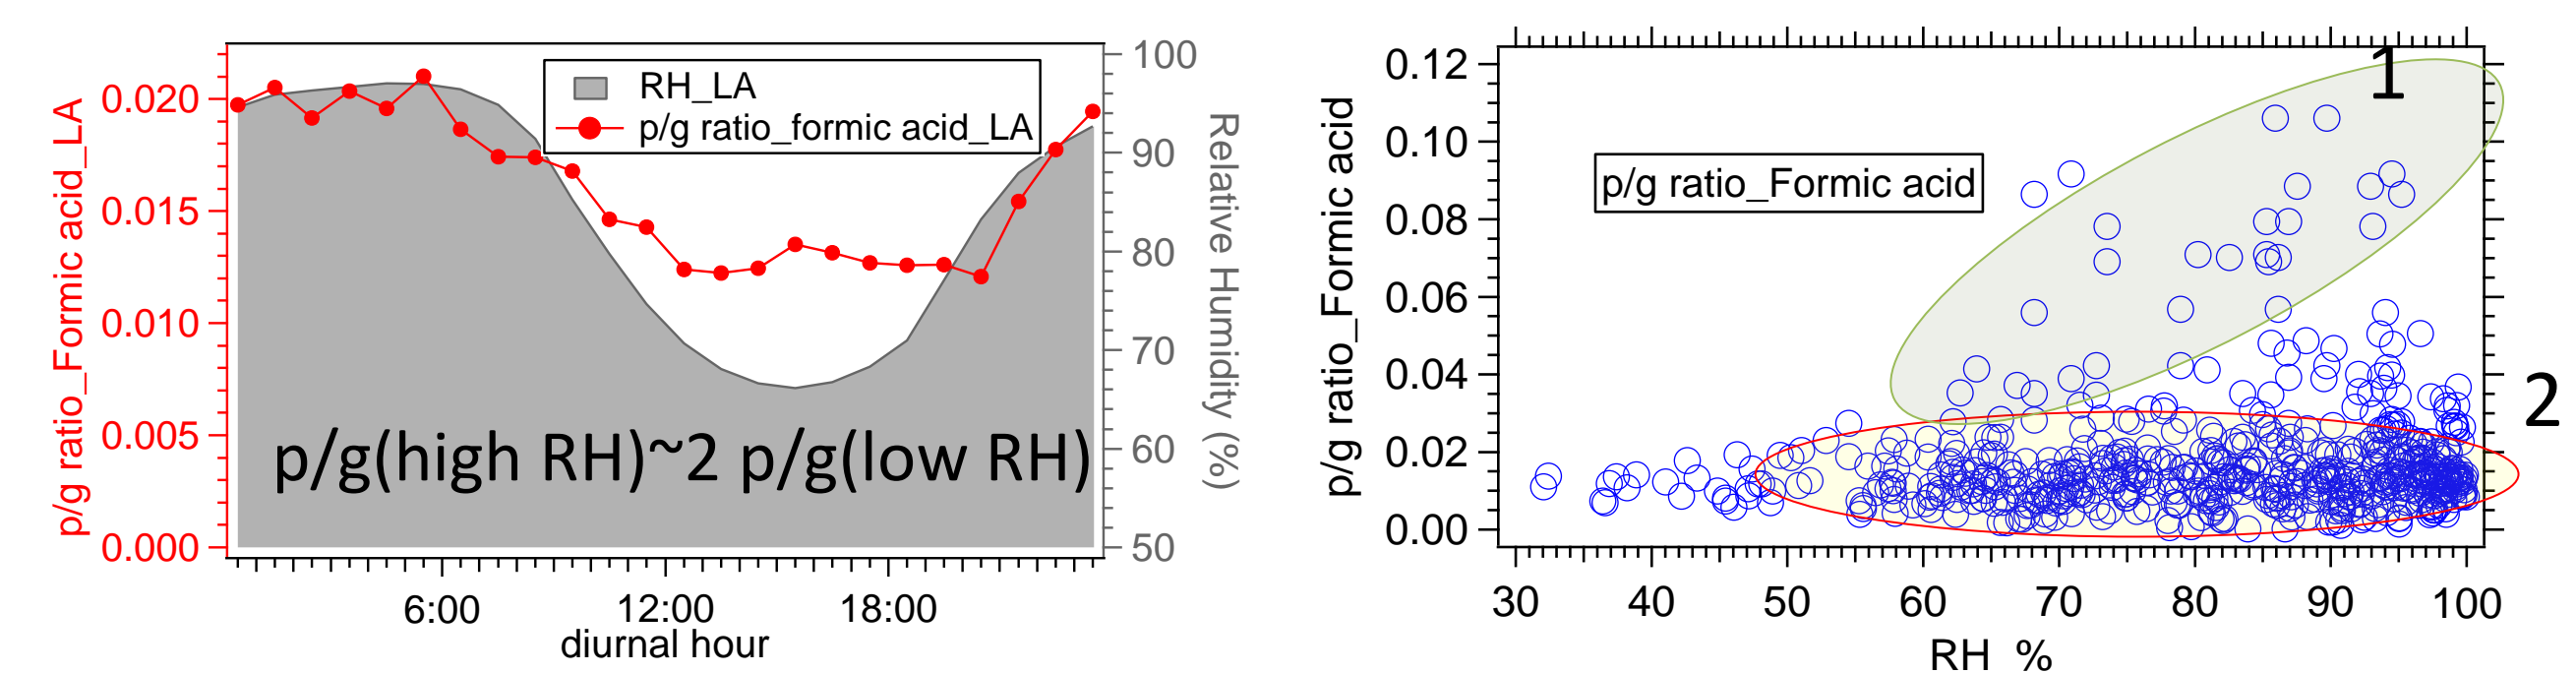 RH_LA
p/g ratio_formic acid_LA
p/g ratio_Formic acid_LA
0.020
0.015
0.010
0.005
0.000
100
90
80
70
60
50
Relative Humidity (%)
p/g(high RH)~2 p/g(low RH)
6:00 12:00 18:00
diurnal hour
p/g ratio_Formic acid
0.12
0.10
0.08
0.06
0.04
0.02
0.00
p/g ratio_Formic acid
1
2
30 40 50 60 70 80 90 100
RH %